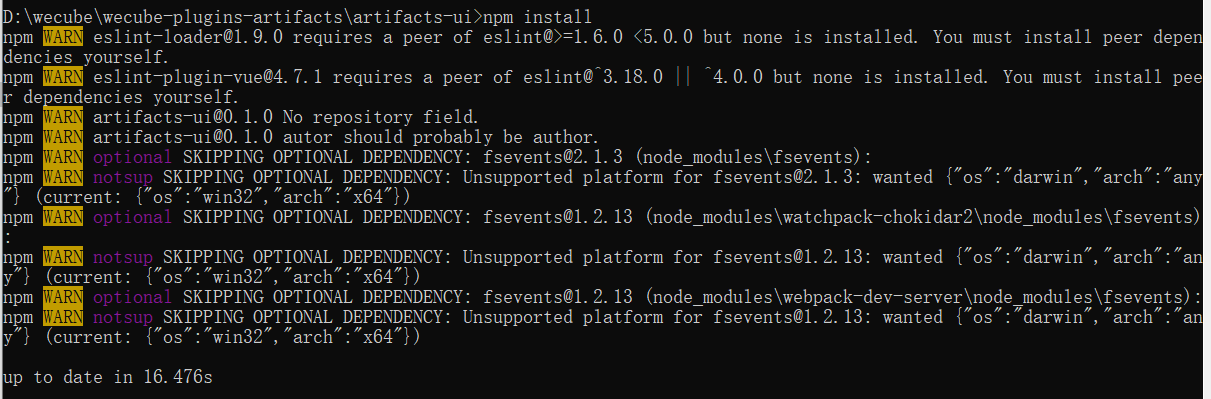 D:\wecube\wecube-plugins-artifacts\artifacts-ui>npm install
npm WARN eslint-loader@1.9.0 requires a peer of eslint@>=1.6.0 <5.0.0 but none is installed. You must install peer depen
dencies yourself.
npm WARN eslint-plugin-vue@4.7.1 requires a peer of eslint@^3.18.0 || ^4.0.0 but none is installed. You must install pee
r dependencies yourself.
npm WARN artifacts-ui@0.1.0 No repository field.
npm WARN artifacts-ui@0.1.0 autor should probably be author.
npm WARN optional SKIPPING OPTIONAL DEPENDENCY: fsevents@2.1.3 (node_modules\fsevents):
npm WARN notsup SKIPPING OPTIONAL DEPENDENCY: Unsupported platform for fsevents@2.1.3: wanted {"os":"darwin","arch":"any
"} (current: {"os":"win32","arch":"x64"})
npm WARN optional SKIPPING OPTIONAL DEPENDENCY: fsevents@1.2.13 (node_modules\watchpack-chokidar2\node_modules\fsevents)
:
npm WARN notsup SKIPPING OPTIONAL DEPENDENCY: Unsupported platform for fsevents@1.2.13: wanted {"os":"darwin","arch":"an
y"} (current: {"os":"win32","arch":"x64"})
npm WARN optional SKIPPING OPTIONAL DEPENDENCY: fsevents@1.2.13 (node_modules\webpack-dev-server\node_modules\fsevents):
npm WARN notsup SKIPPING OPTIONAL DEPENDENCY: Unsupported platform for fsevents@1.2.13: wanted {"os":"darwin","arch":"an
y"} (current: {"os":"win32","arch":"x64"})
up to date in 16.476s